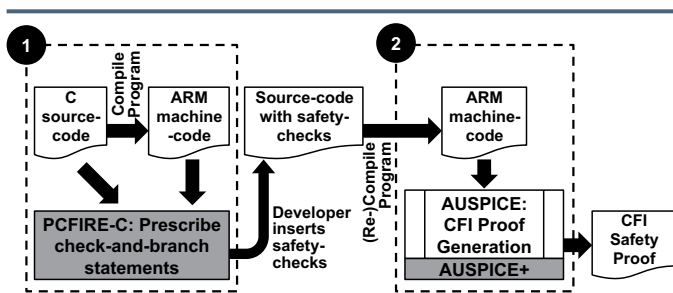 1
2
Compile
Program
C
source-
code
ARM
machine
-code
Source-code
with safety-
checks
(Re-)Compile
Program
ARM
machine-
code
PCFIRE-C: Prescribe
check-and-branch
statements
Developer
inserts
safety-
checks
AUSPICE:
CFI Proof
Generation
AUSPICE+
CFI
Safety
Proof